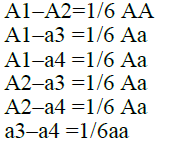 A1–A2=1/6 AA
A1–a3 =1/6 Aa
A1–a4 =1/6 Aa
A2–a3 =1/6 Aa
A2–a4 =1/6 Aa
a3–a4 =1/6aa